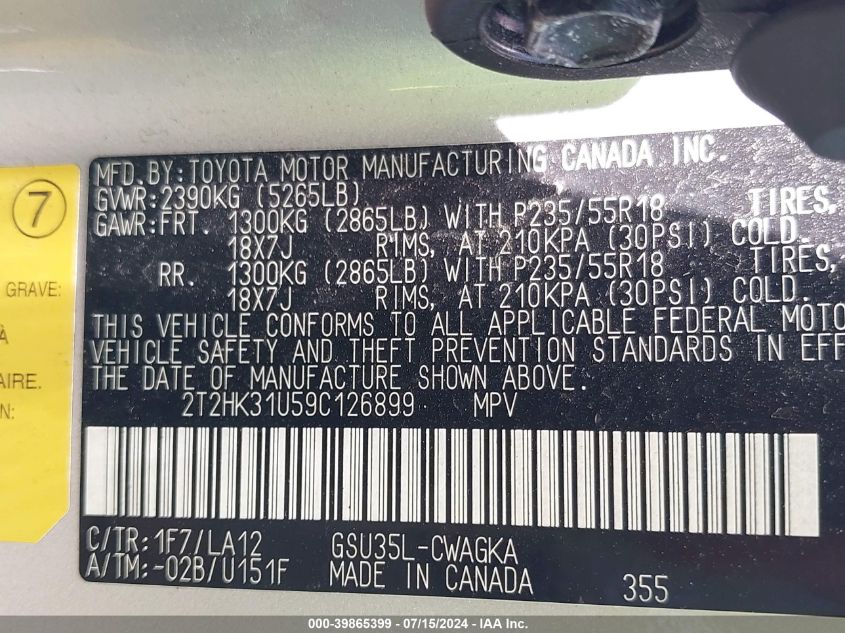 7
GRAVE:
À
AIRE.
N:
MFD. BY: TOYOTA MOTOR MANUFACTURING CANADA INC.
GVWR: 2390KG (5265LB)
GAWR: FRT. 1300KG (2865LB) WITH P235/55R18 TIRES,
18X7J RIMS, AT 210KPA (30PSI) COLD.
RR. 1300KG (2865LB) WITH P235/55R18 TIRES,
18X7J RIMS, AT 210KPA (30PSI) COLD.
THIS VEHICLE CONFORMS TO ALL APPLICABLE FEDERAL MOTO
VEHICLE SAFETY AND THEFT PREVENTION STANDARDS IN EFF
THE DATE OF MANUFACTURE SHOWN ABOVE.
2T2HK31U59C126899 MPV
C/TR: 1F7/LA12 GSU35L-CWAGKA
A/TM: -02B/U151F MADE IN CANADA 355
000-39865399 - 07/15/2024 - IAAI.COM